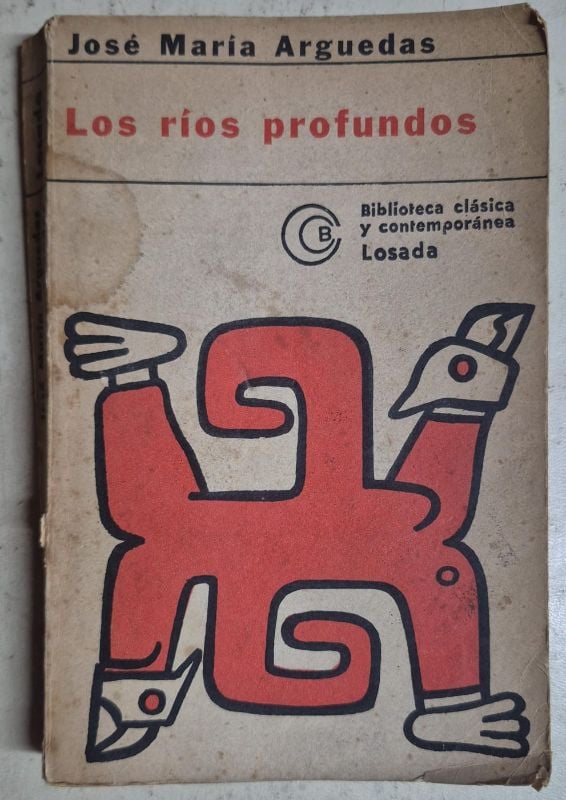 José María Arguedas
Los ríos profundos
B
Biblioteca clásica
y contemporánea
Losada